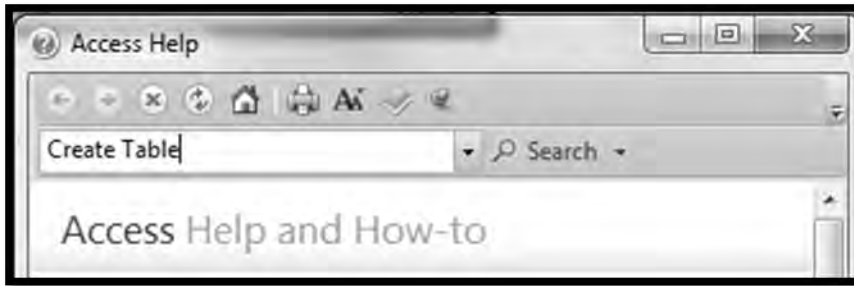 Access Help
Create Table
Search
Access Help and How-to